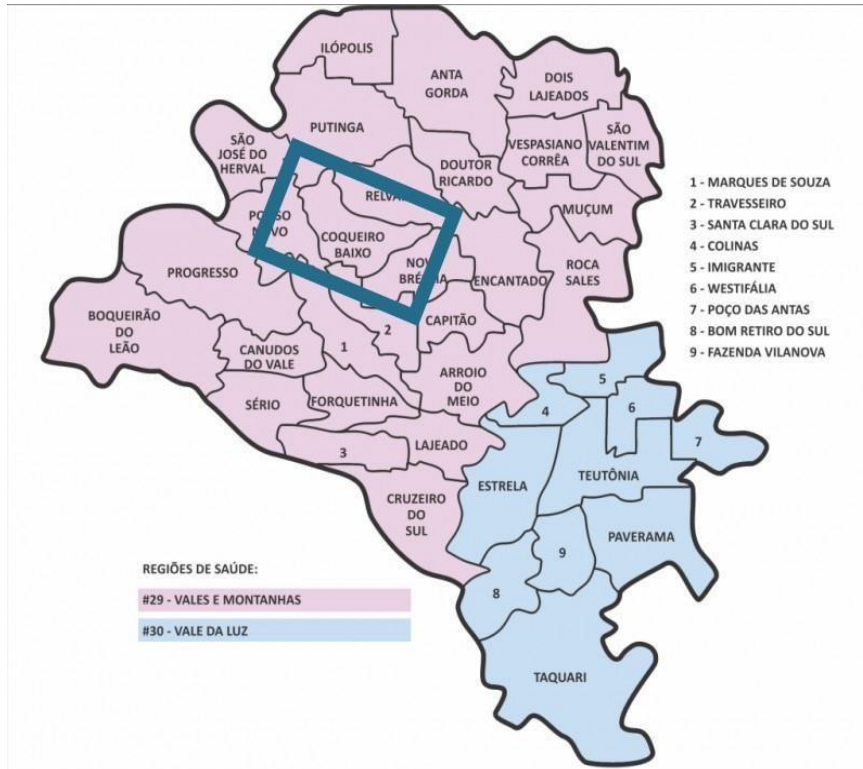 ILÓPOLIS
ANTA
GORDA
DOIS
LAJEADOS
PUTINGA
SÃO
JOSÉ DO
HERVAL
DOUTOR
RICARDO
VESPASIANO
CORRÊA
SÃO
VALENTIM
DO SUL
MUÇUM
COQUEIRO
BAIXO
PROGRESSO
ENCANTADO
ROCA
SALES
BOQUEIRÃO
DO
LEÃO
CANUDOS
DO VALE
1
2
CAPITÃO
ARROIO
DO
MEIO
SÉRIO
FORQUETINHA
3
LAJEADO
CRUZEIRO
DO
SUL
4
5
6
7
ESTRELA
TEUTÔNIA
PAVERAMA
8
9
TAQUARI
1 - MARQUES DE SOUZA
2 - TRAVESSEIRO
3 - SANTA CLARA DO SUL
4 - COLINAS
5 - IMIGRANTE
6 - WESTIFÁLIA
7 - POÇO DAS ANTAS
8 - BOM RETIRO DO SUL
9 - FAZENDA VILANOVA
REGIÕES DE SAÚDE:
#29 - VALES E MONTANHAS
#30 - VALE DA LUZ